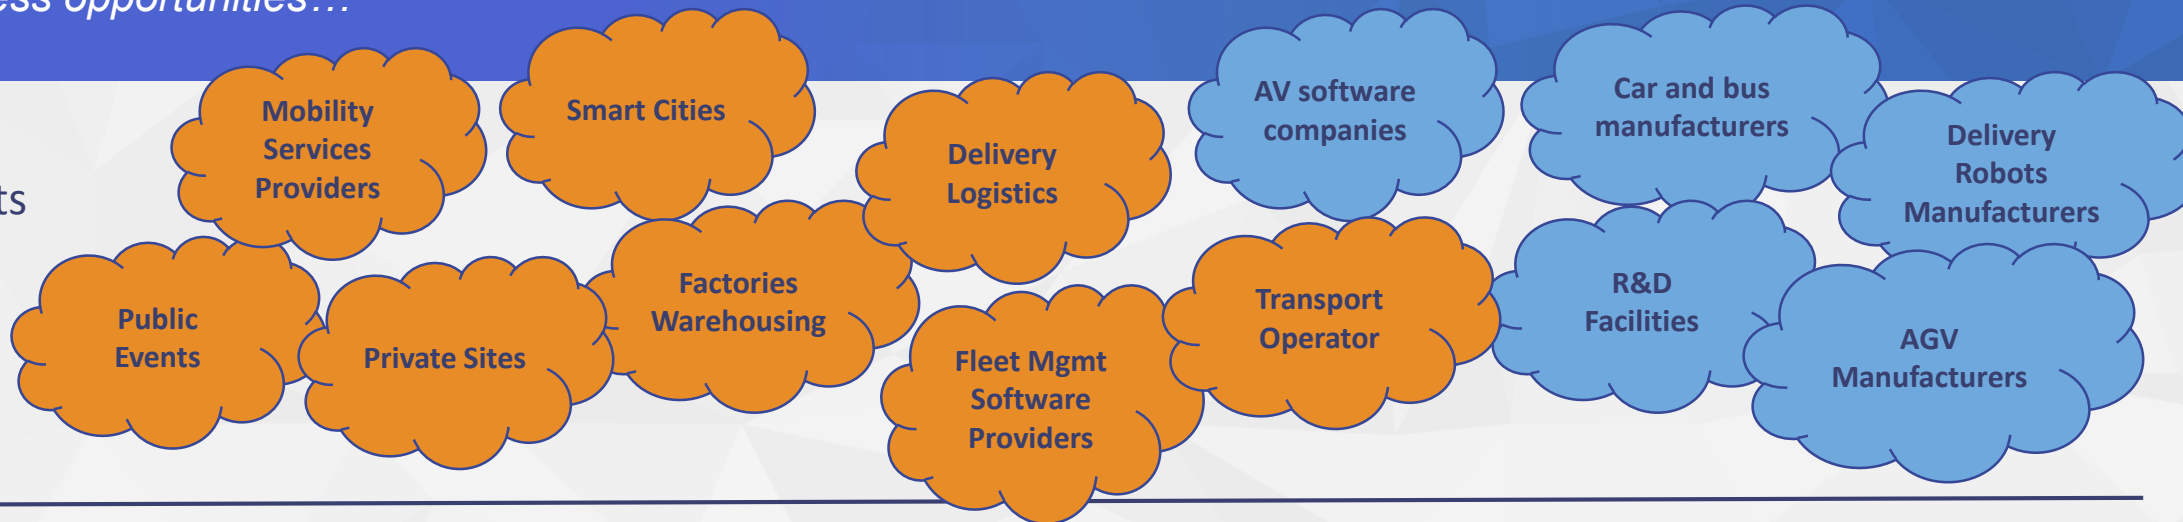 opportunities…
Mobility
Services
Providers
Smart Cities
Delivery
Logistics
AV software
companies
Car and bus
manufacturers
Delivery
Robots
Manufacturers
Public
Events
Private Sites
Factories
Warehousing
Fleet Mgmt
Software
Providers
Transport
Operator
R&D
Facilities
AGV
Manufacturers